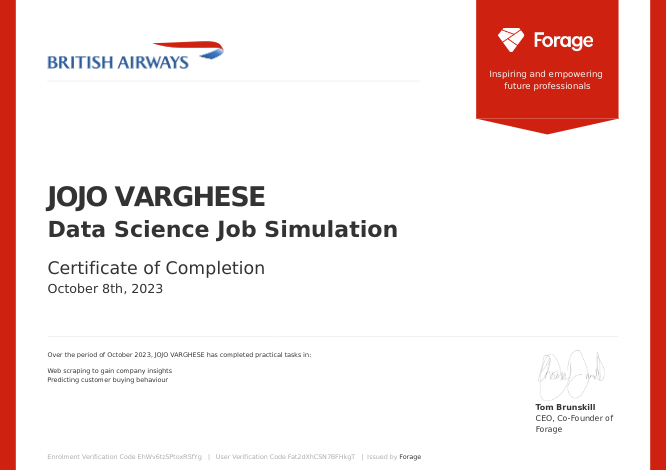 BRITISH AIRWAYS
Forage
Inspiring and empowering
future professionals
JOJO VARGHESE
Data Science Job Simulation
Certificate of Completion
October 8th, 2023
Over the period of October 2023, JOJO VARGHESE has completed practical tasks in:
Web scraping to gain company insights
Predicting customer buying behaviour
Tom Brunskill
CEO, Co-Founder of
Forage
Enrolment Verification Code | User Verification Code | Issued by Forage